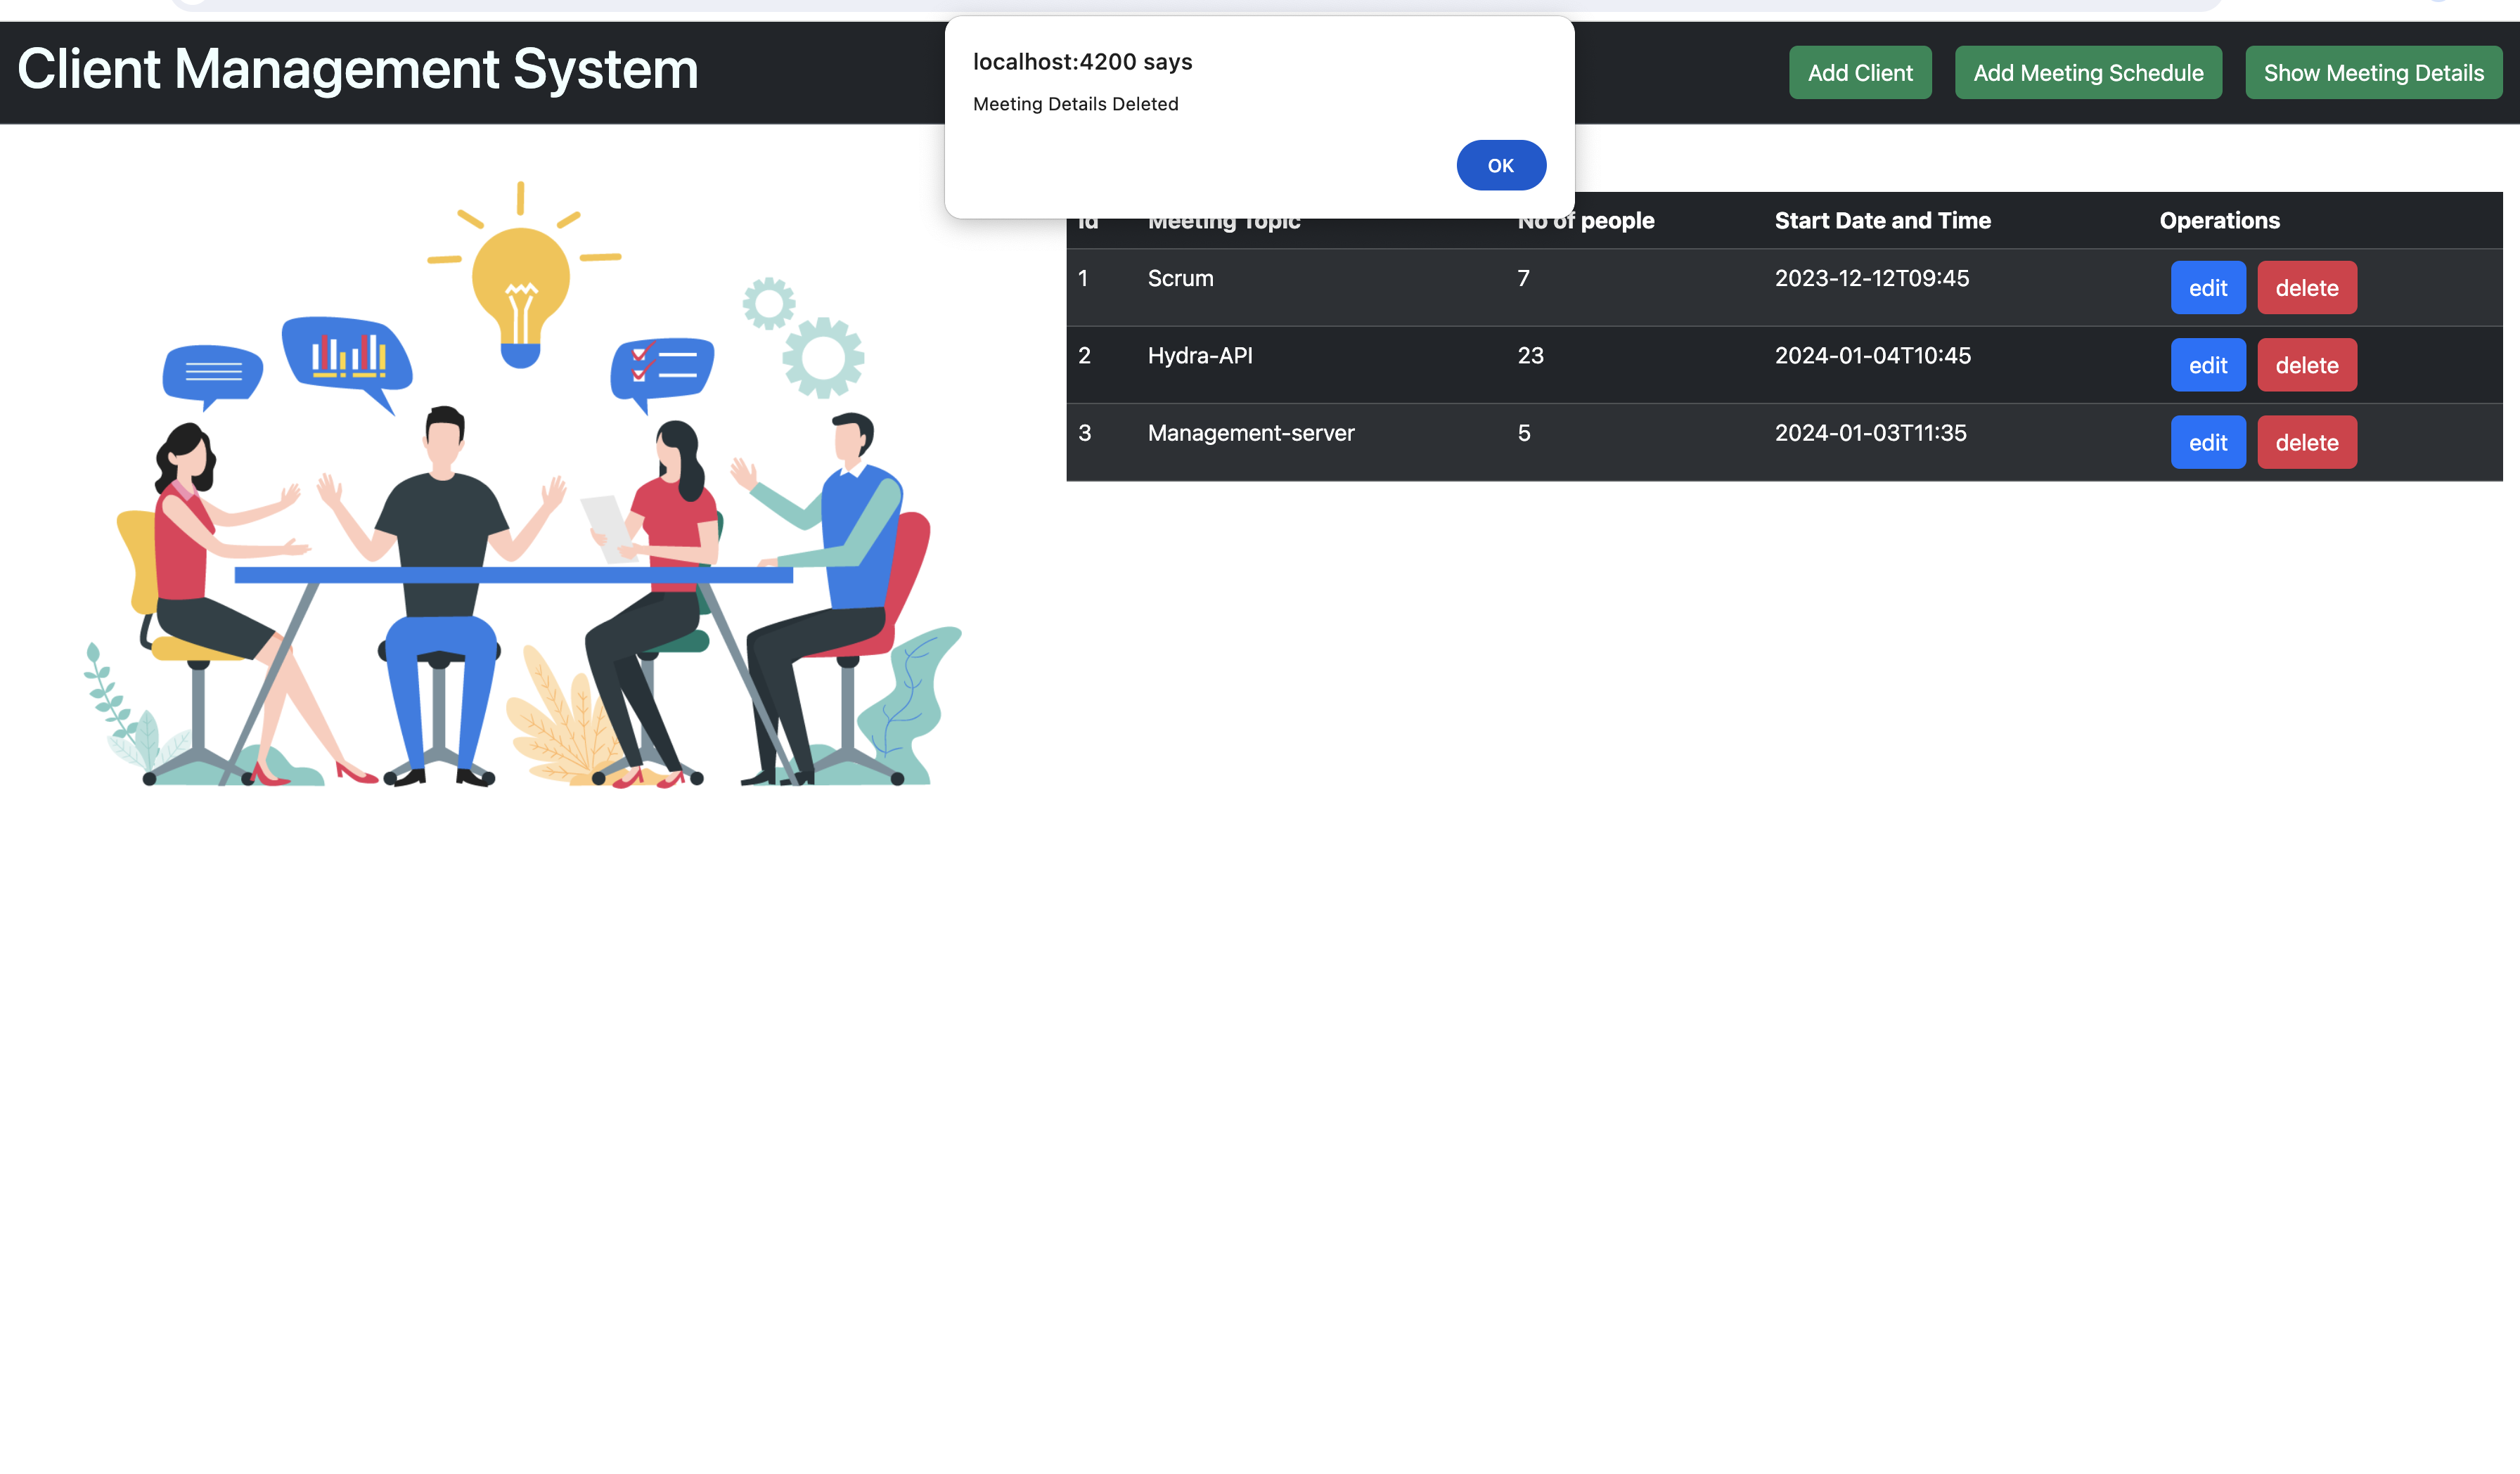 Client Management System
localhost:4200 says
Meeting Details Deleted
OK
Add Client Add Meeting Schedule Show Meeting Details
Id Meeting Topic No of people Start Date and Time Operations
1 Scrum 7 2023-12-12T09:45 edit delete
2 Hydra-API 23 2024-01-04T10:45 edit delete
3 Management-server 5 2024-01-03T11:35 edit delete